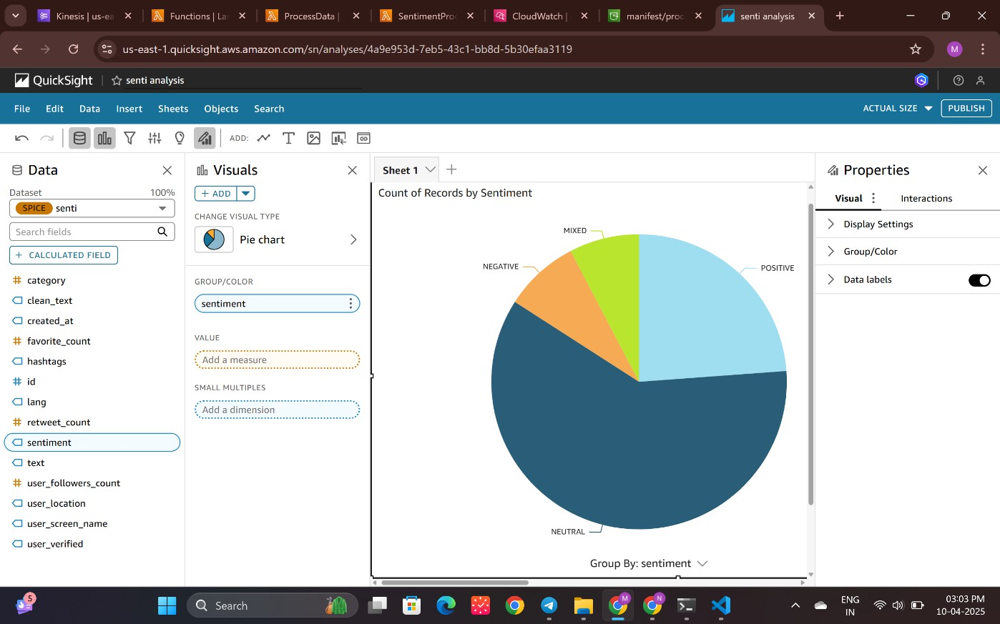 Kinesis | us-ea
Functions | La
ProcessData |
SentimentPro
CloudWatch |
manifest/proc
senti analysis
us-east-1.quicksight.aws.amazon.com/sn/analyses/4a9e953d-7eb5-43c1-bb8d-5b30efaa3119
M
QuickSight
senti analysis
File Edit Data Insert Sheets Objects Search
ACTUAL SIZE
PUBLISH
ADD:
Data
Dataset 100%
SPICE senti
Search fields
+ CALCULATED FIELD
category
clean_text
created_at
favorite_count
hashtags
id
lang
retweet_count
sentiment
text
user_followers_count
user_location
user_screen_name
user_verified
Visuals
+ ADD
CHANGE VISUAL TYPE
Pie chart
GROUP/COLOR
sentiment
VALUE
Add a measure
SMALL MULTIPLES
Add a dimension
Sheet 1
Count of Records by Sentiment
MIXED
NEGATIVE
POSITIVE
NEUTRAL
Group By: sentiment
Properties
Visual
Interactions
Display Settings
Group/Color
Data labels
5
Search
M
N
ENG
IN
03:03 PM
10-04-2025